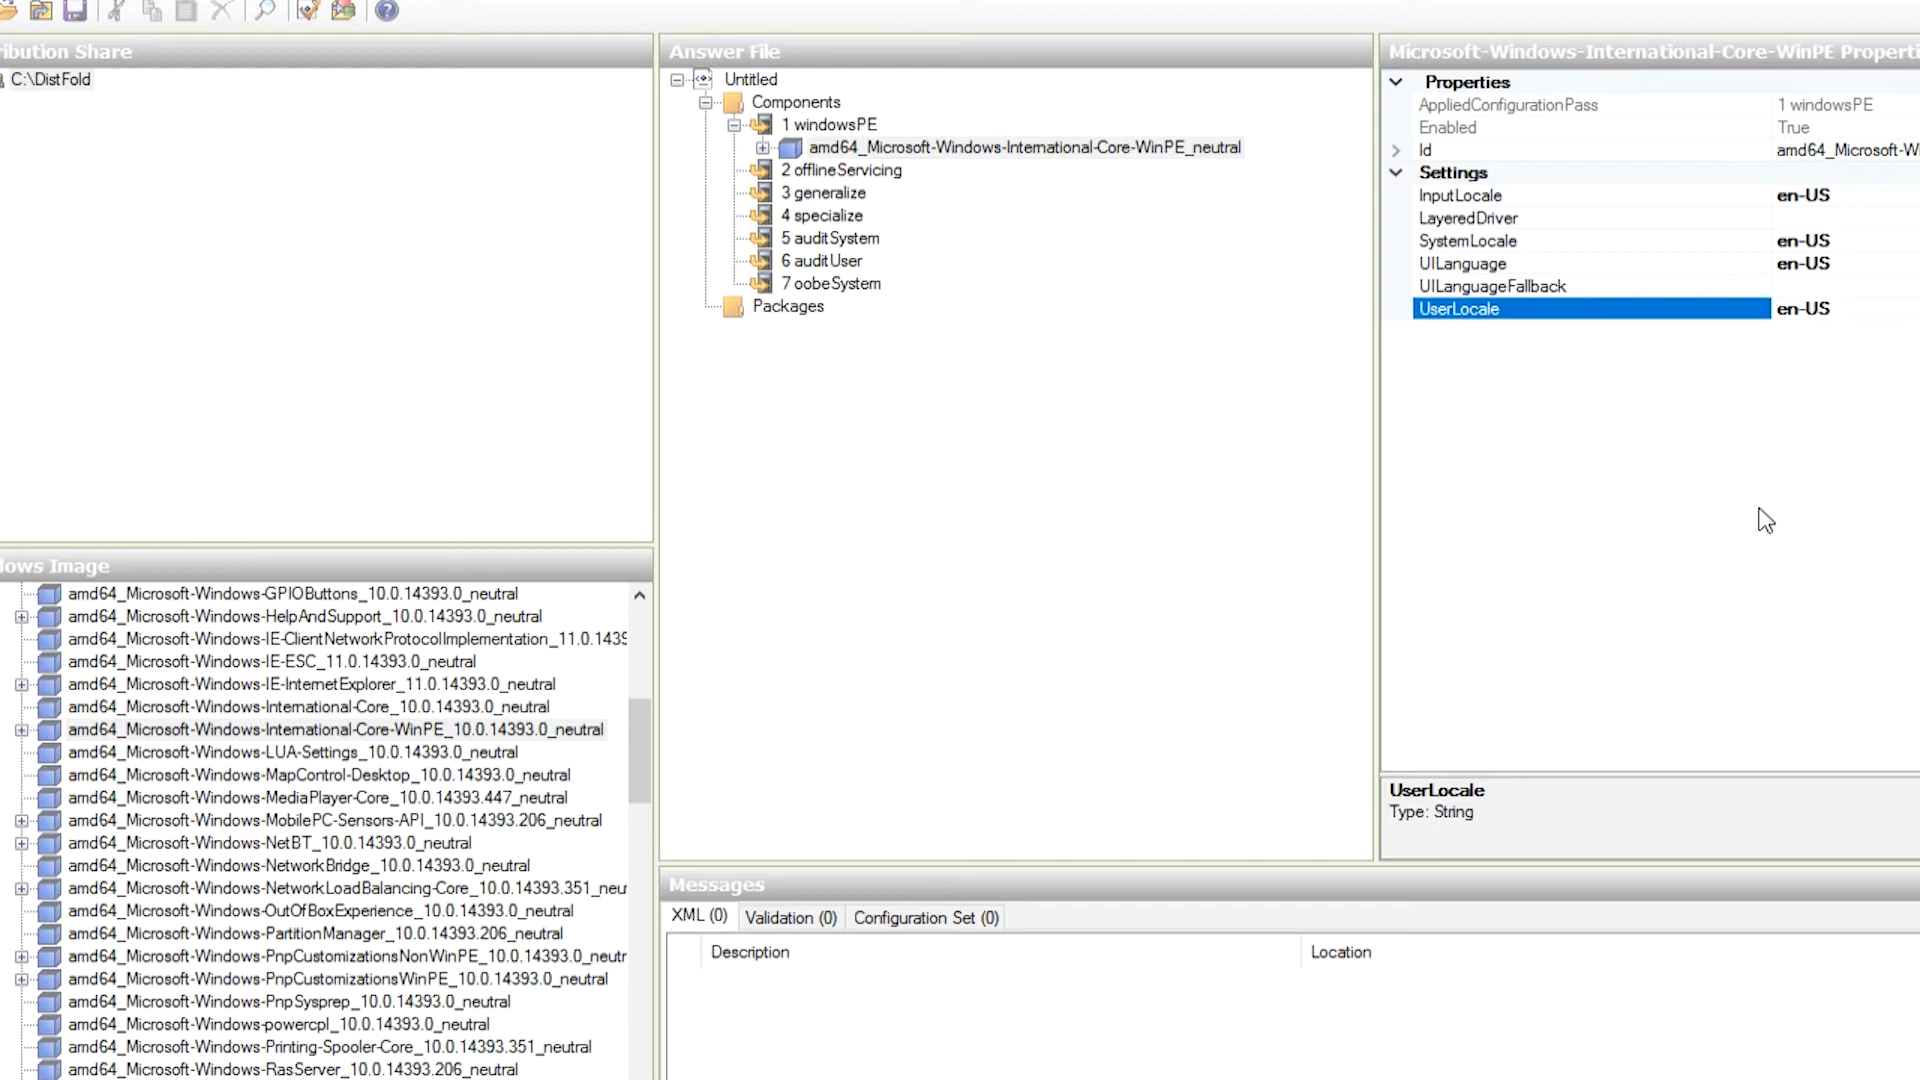 ribution Share
C:\DistFold
Answer File
Untitled
Components
1 windowsPE
amd64_Microsoft-Windows-International-Core-WinPE_neutral
2 offlineServicing
3 generalize
4 specialize
5 auditSystem
6 auditUser
7 oobeSystem
Packages
Microsoft-Windows-International-Core-WinPE Properti
Properties
AppliedConfigurationPass 1 windowsPE
Enabled True
Id amd64_Microsoft-Wi
Settings
InputLocale en-US
LayeredDriver
SystemLocale en-US
UILanguage en-US
UILanguageFallback
UserLocale en-US
UserLocale
Type: String
lows Image
amd64_Microsoft-Windows-GPIOButtons_10.0.14393.0_neutral
amd64_Microsoft-Windows-HelpAndSupport_10.0.14393.0_neutral
amd64_Microsoft-Windows-IE-ClientNetworkProtocolImplementation_11.0.1439
amd64_Microsoft-Windows-IE-ESC_11.0.14393.0_neutral
amd64_Microsoft-Windows-IE-InternetExplorer_11.0.14393.0_neutral
amd64_Microsoft-Windows-International-Core_10.0.14393.0_neutral
amd64_Microsoft-Windows-International-Core-WinPE_10.0.14393.0_neutral
amd64_Microsoft-Windows-LUA-Settings_10.0.14393.0_neutral
amd64_Microsoft-Windows-MapControl-Desktop_10.0.14393.0_neutral
amd64_Microsoft-Windows-MediaPlayer-Core_10.0.14393.447_neutral
amd64_Microsoft-Windows-MobilePC-Sensors-API_10.0.14393.206_neutral
amd64_Microsoft-Windows-NetBT_10.0.14393.0_neutral
amd64_Microsoft-Windows-NetworkBridge_10.0.14393.0_neutral
amd64_Microsoft-Windows-NetworkLoadBalancing-Core_10.0.14393.351_neu
amd64_Microsoft-Windows-OutOfBoxExperience_10.0.14393.0_neutral
amd64_Microsoft-Windows-PartitionManager_10.0.14393.206_neutral
amd64_Microsoft-Windows-PnpCustomizationsNonWinPE_10.0.14393.0_neutr
amd64_Microsoft-Windows-PnpCustomizationsWinPE_10.0.14393.0_neutral
amd64_Microsoft-Windows-PnpSysprep_10.0.14393.0_neutral
amd64_Microsoft-Windows-powercpl_10.0.14393.0_neutral
amd64_Microsoft-Windows-Printing-Spooler-Core_10.0.14393.351_neutral
amd64_Microsoft-Windows-RasServer_10.0.14393.206_neutral
Messages
XML (0) Validation (0) Configuration Set (0)
Description Location